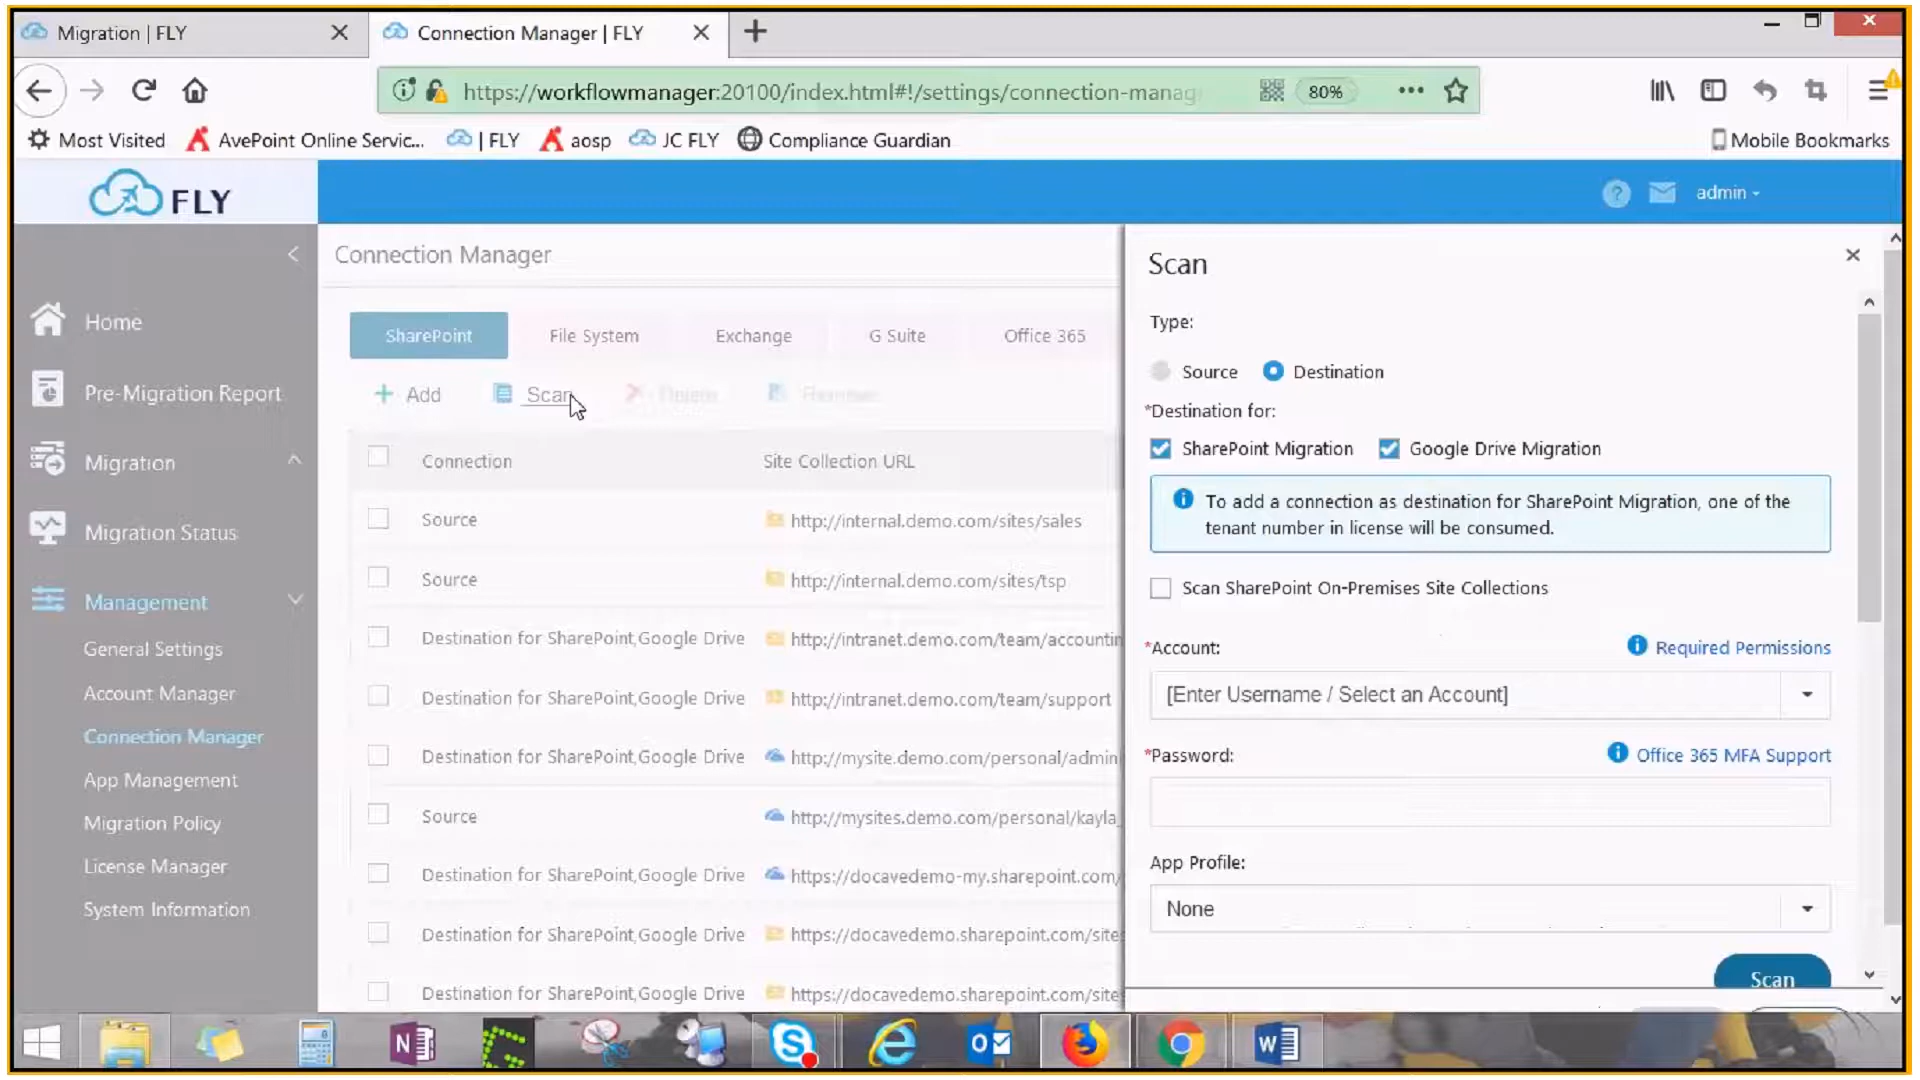 Migration | FLY
Connection Manager | FLY
https://workflowmanager:20100/index.html#!/settings/connection-manag
80%
Most Visited
AvePoint Online Servic...
| FLY
aosp
JC FLY
Compliance Guardian
Mobile Bookmarks
FLY
admin
Home
Pre-Migration Report
Migration
Migration Status
Management
General Settings
Account Manager
Connection Manager
App Management
Migration Policy
License Manager
System Information
Connection Manager
SharePoint
File System
Exchange
G Suite
Office 365
Add
Scan
Delete
Connection
Site Collection URL
Source
http://internal.demo.com/sites/sales
Source
http://internal.demo.com/sites/tsp
Destination for SharePoint,Google Drive
http://intranet.demo.com/team/accountin
Destination for SharePoint,Google Drive
http://intranet.demo.com/team/support
Destination for SharePoint,Google Drive
http://mysite.demo.com/personal/admin
Source
http://mysites.demo.com/personal/kayla_
Destination for SharePoint,Google Drive
https://docavedemo-my.sharepoint.com/
Destination for SharePoint,Google Drive
https://docavedemo.sharepoint.com/site
Destination for SharePoint,Google Drive
https://docavedemo.sharepoint.com/site
Scan
Type:
Source
Destination
*Destination for:
SharePoint Migration
Google Drive Migration
To add a connection as destination for SharePoint Migration, one of the
tenant number in license will be consumed.
Scan SharePoint On-Premises Site Collections
*Account:
Required Permissions
[Enter Username / Select an Account]
*Password:
Office 365 MFA Support
App Profile:
None
Scan